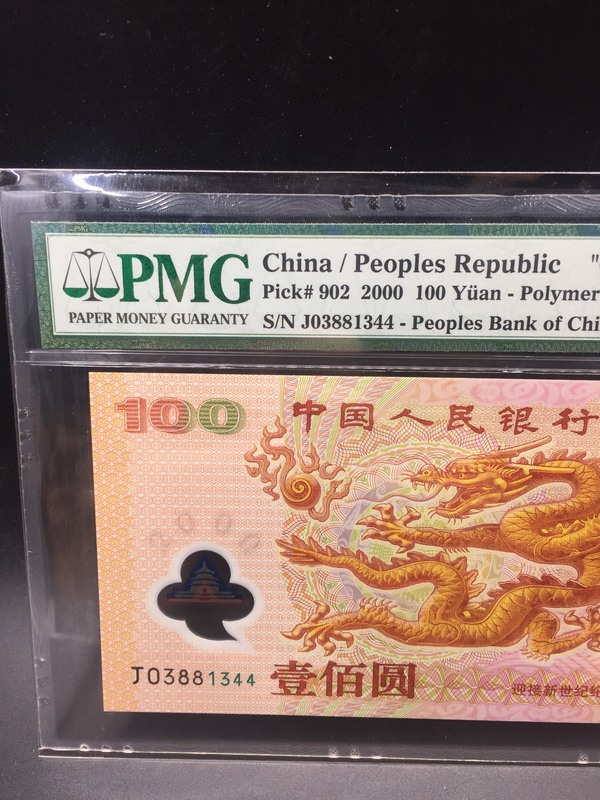 PMG
PAPER MONEY GUARANTY
China / Peoples Republic "
Pick# 902 2000 100 Yüan - Polymer
S/N J03881344 - Peoples Bank of Chi
100
中国人民银行
2000
J03881344
壹佰圆
迎接新世纪纪